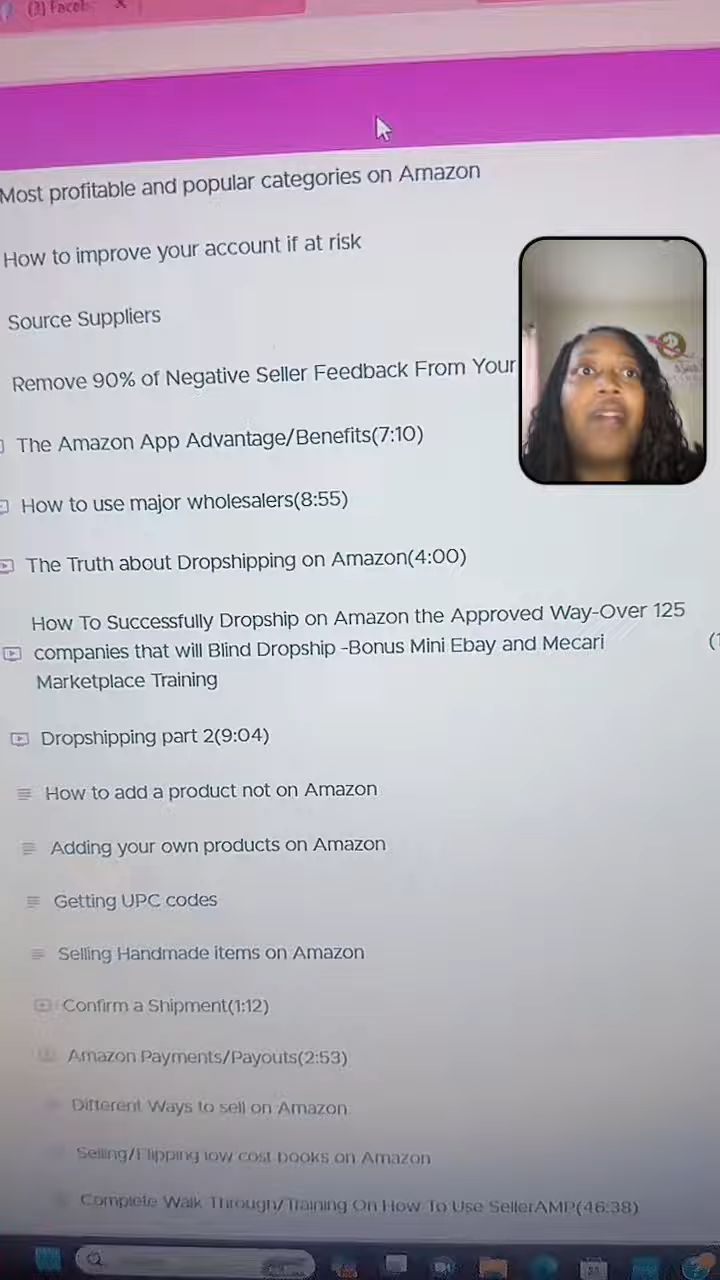 (3) Faceb
Most profitable and popular categories on Amazon
How to improve your account if at risk
Source Suppliers
Remove 90% of Negative Seller Feedback From Your
The Amazon App Advantage/Benefits(7:10)
How to use major wholesalers(8:55)
The Truth about Dropshipping on Amazon(4:00)
How To Successfully Dropship on Amazon the Approved Way-Over 125
companies that will Blind Dropship -Bonus Mini Ebay and Mecari
Marketplace Training
Dropshipping part 2(9:04)
How to add a product not on Amazon
Adding your own products on Amazon
Getting UPC codes
Selling Handmade items on Amazon
Confirm a Shipment(1:12)
Amazon Payments/Payouts(2:53)
Different Ways to sell on Amazon
Selling/Flipping low cost books on Amazon
Complete Walk Through/Training On How To Use SellerAMP(46:38)